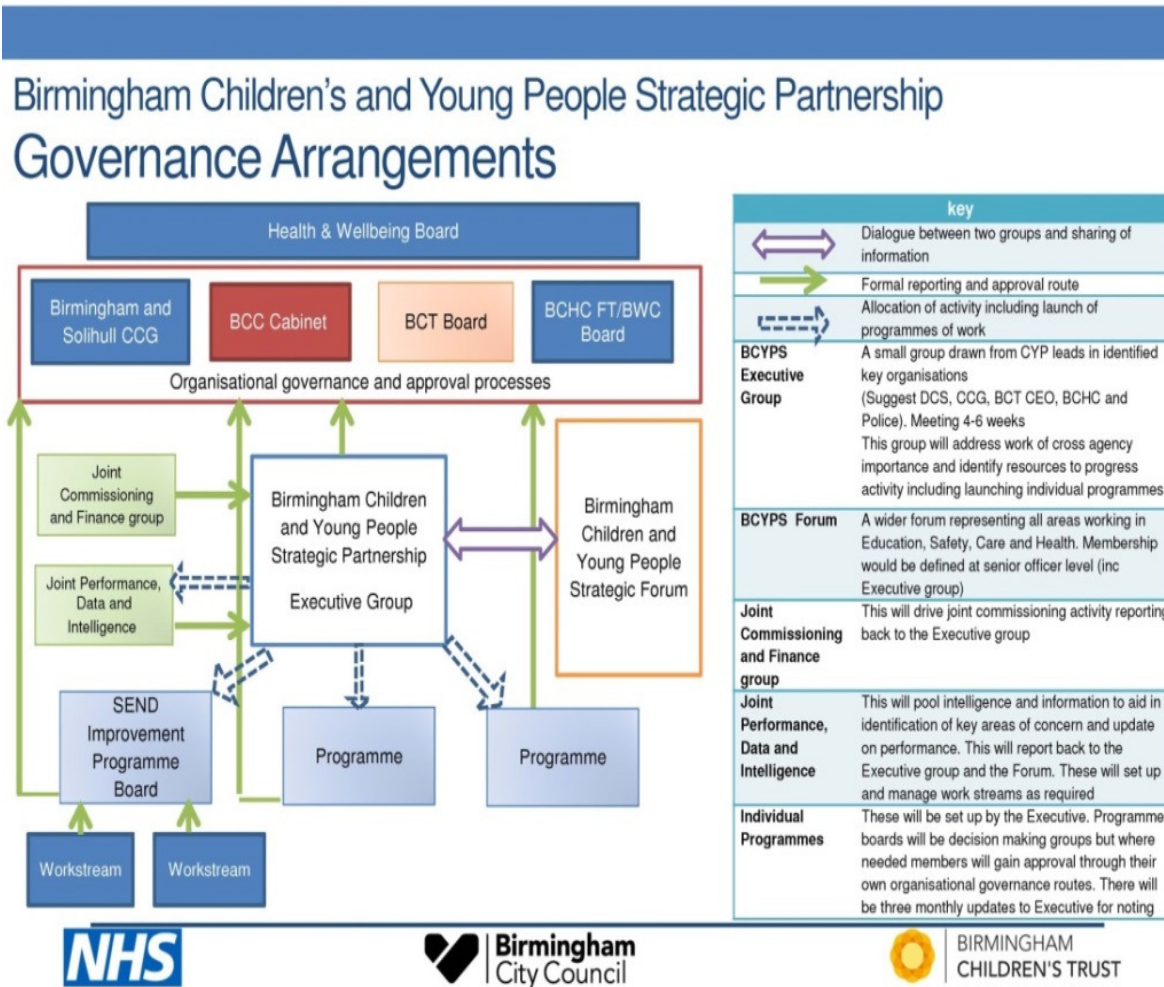 Birmingham Children's and Young People Strategic Partnership
Governance Arrangements
Health & Wellbeing Board
Birmingham and
Solihull CCG
BCC Cabinet
BCT Board
BCHC FT/BWC
Board
Organisational governance and approval processes
Joint
Commissioning
and Finance group
Joint Performance,
Data and
Intelligence
Birmingham Children
and Young People
Strategic Partnership
Executive Group
Birmingham
Children and
Young People
Strategic Forum
SEND
Improvement
Programme
Board
Programme
Programme
Workstream
Workstream
key
Dialogue between two groups and sharing of
information
Formal reporting and approval route
Allocation of activity including launch of
programmes of work
BCYPS
Executive
Group
A small group drawn from CYP leads in identified
key organisations
(Suggest DCS, CCG, BCT CEO, BCHC and
Police). Meeting 4-6 weeks
This group will address work of cross agency
importance and identify resources to progress
activity including launching individual programmes
BCYPS Forum
A wider forum representing all areas working in
Education, Safety, Care and Health. Membership
would be defined at senior officer level (inc
Executive group)
Joint
Commissioning
and Finance
group
This will drive joint commissioning activity reporting
back to the Executive group
Joint
Performance,
Data and
Intelligence
This will pool intelligence and information to aid in
identification of key areas of concern and update
on performance. This will report back to the
Executive group and the Forum. These will set up
and manage work streams as required
Individual
Programmes
These will be set up by the Executive. Programme
boards will be decision making groups but where
needed members will gain approval through their
own organisational governance routes. There will
be three monthly updates to Executive for noting
NHS
Birmingham
City Council
BIRMINGHAM
CHILDREN'S TRUST